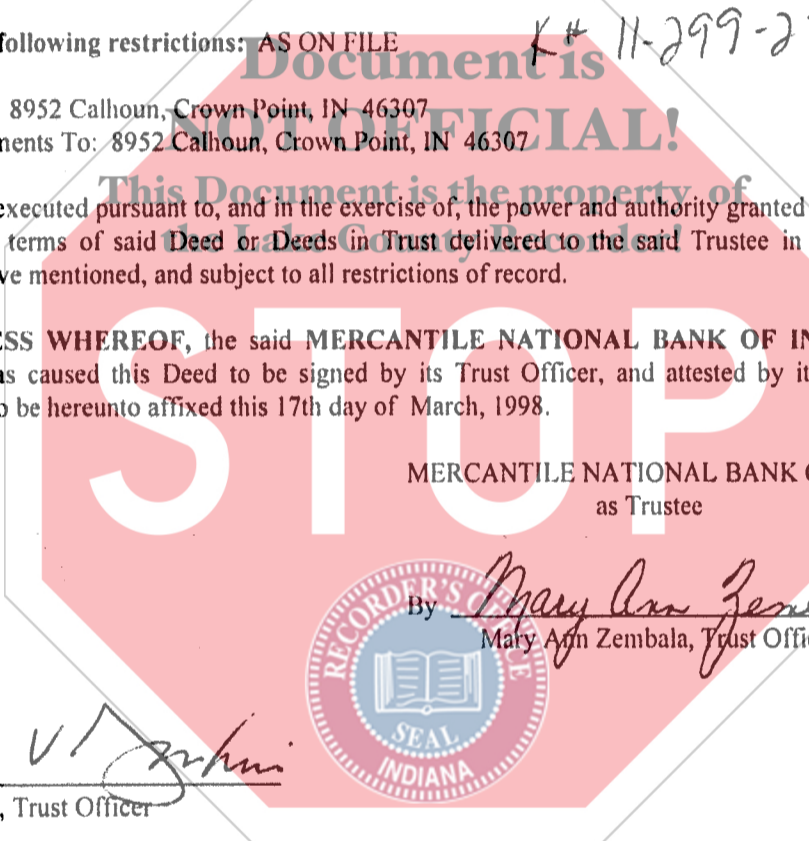 following restrictions: AS ON FILE
K# 11-299-2
Document is
8952 Calhoun, Crown Point, IN 46307
NOT OFFICIAL!
ments To: 8952 Calhoun, Crown Point, IN 46307
This Document is the property of
executed pursuant to, and in the exercise of, the power and authority granted
the Lake County Recorder!
terms of said Deed or Deeds in Trust delivered to the said Trustee in
ve mentioned, and subject to all restrictions of record.
ESS WHEREOF, the said MERCANTILE NATIONAL BANK OF IN
as caused this Deed to be signed by its Trust Officer, and attested by it
o be hereunto affixed this 17th day of March, 1998.
STOP
MERCANTILE NATIONAL BANK
as Trustee
By Mary Ann Zem
Mary Ann Zembala, Trust Offi
RECORDER'S OFFICE
SEAL
INDIANA
, Trust Officer